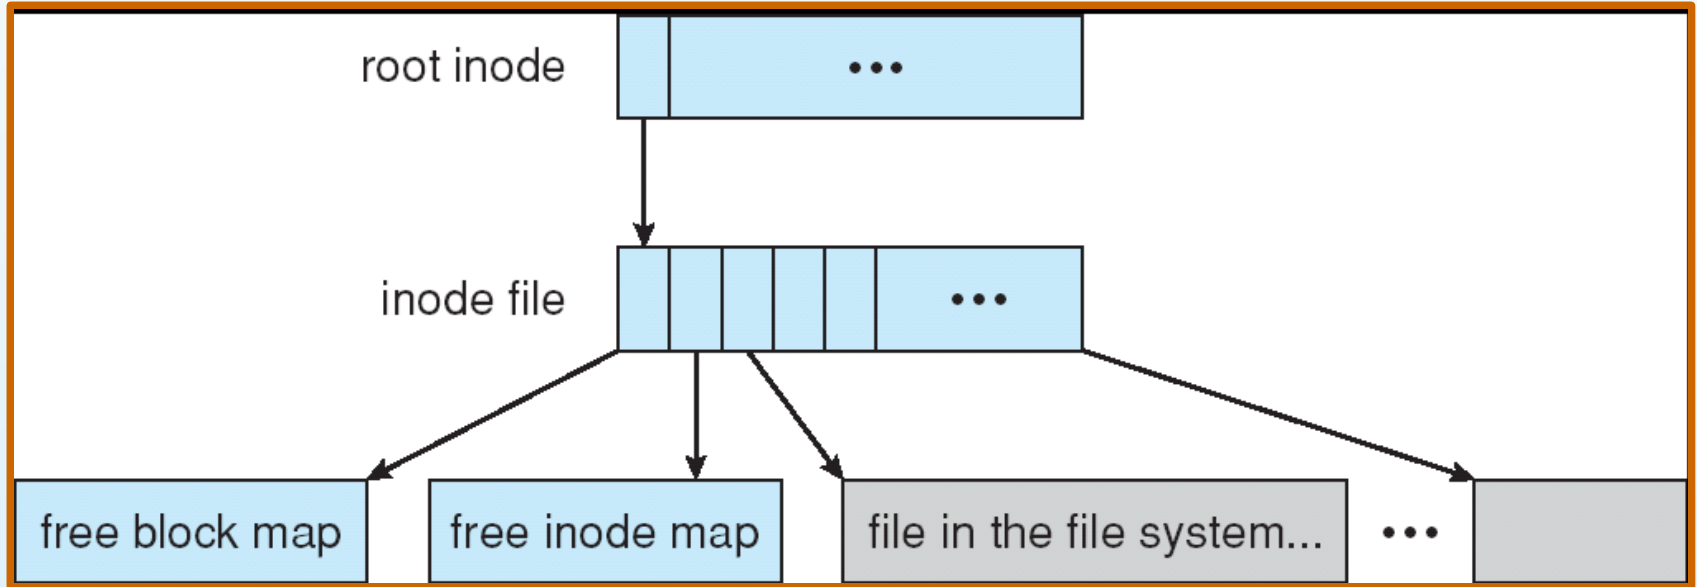 root inode
•••
inode file
•••
free block map
free inode map
file in the file system...
•••